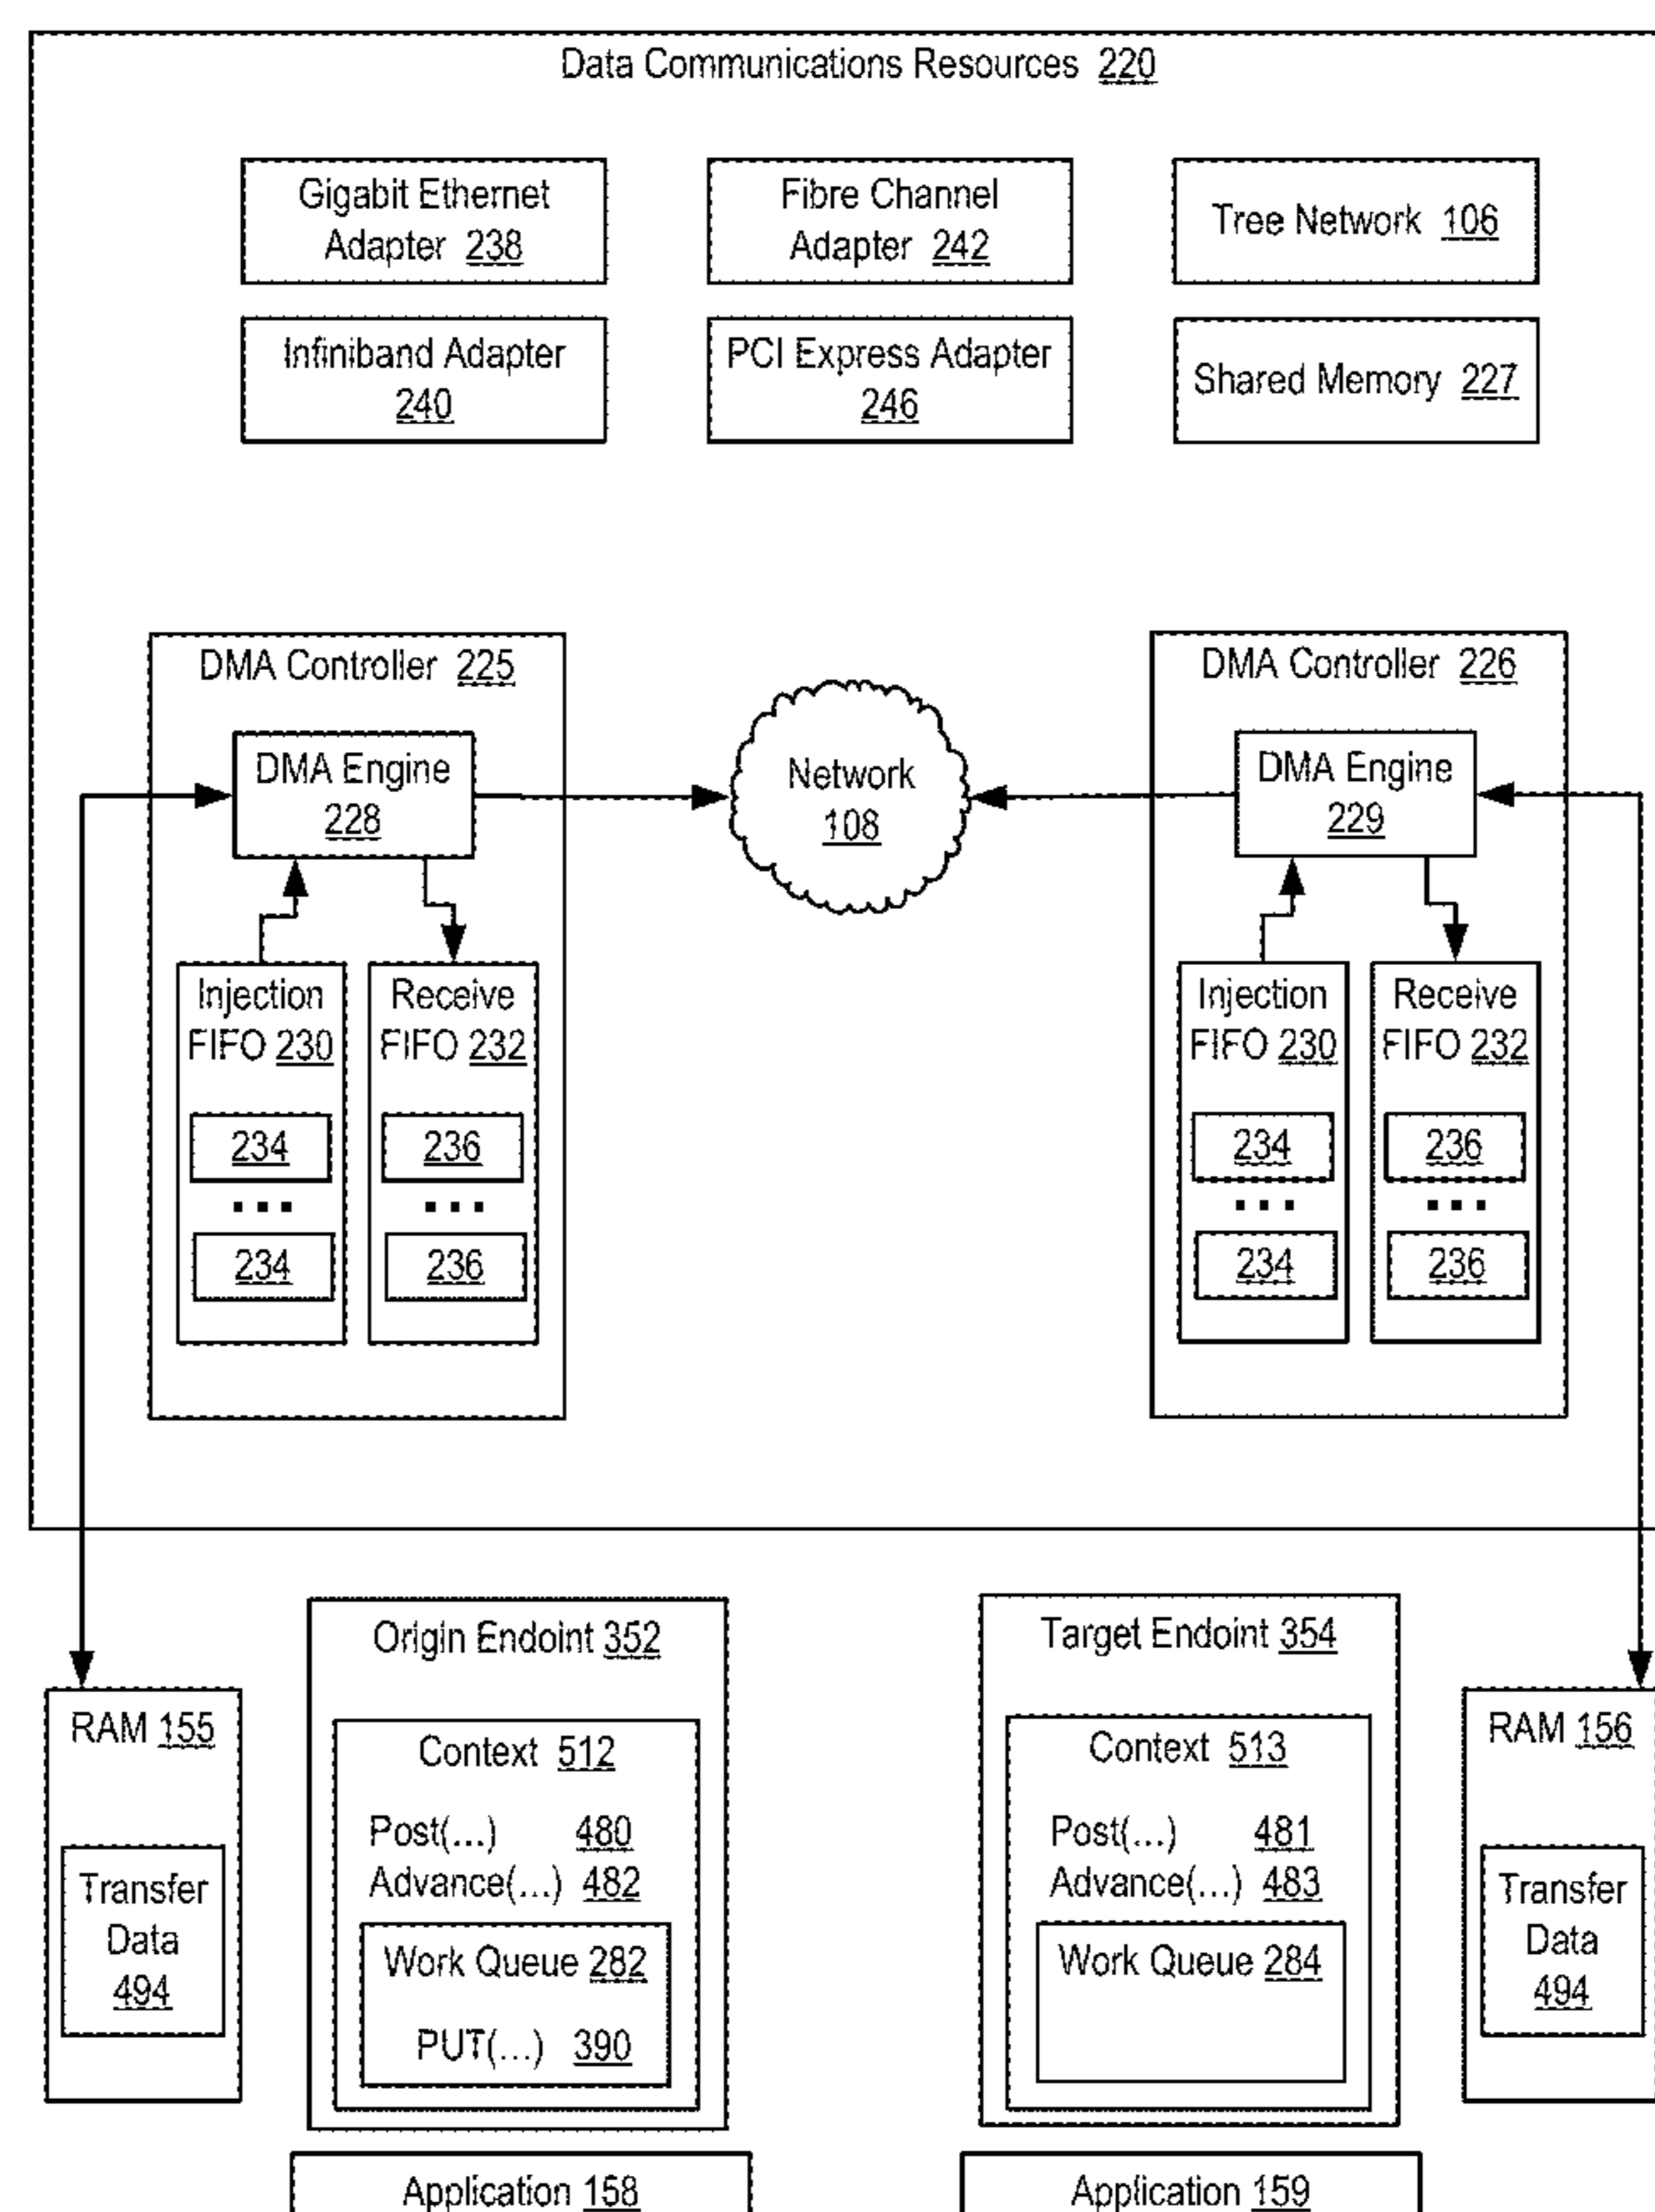 Data Communications Resources 220
Gigabit Ethernet
Adapter 238
Fibre Channel
Adapter 242
Tree Network 106
Infiniband Adapter
240
PCI Express Adapter
246
Shared Memory 227
DMA Controller 225
DMA Engine
228
Injection
FIFO 230
234
...
234
Receive
FIFO 232
236
...
236
Network
108
DMA Controller 226
DMA Engine
229
Injection
FIFO 230
234
...
234
Receive
FIFO 232
236
...
236
RAM 155
Transfer
Data
494
Origin Endoint 352
Context 512
Post(...) 480
Advance(...) 482
Work Queue 282
PUT(...) 390
Target Endoint 354
Context 513
Post(...) 481
Advance(...) 483
Work Queue 284
RAM 156
Transfer
Data
494
Application 158
Application 159